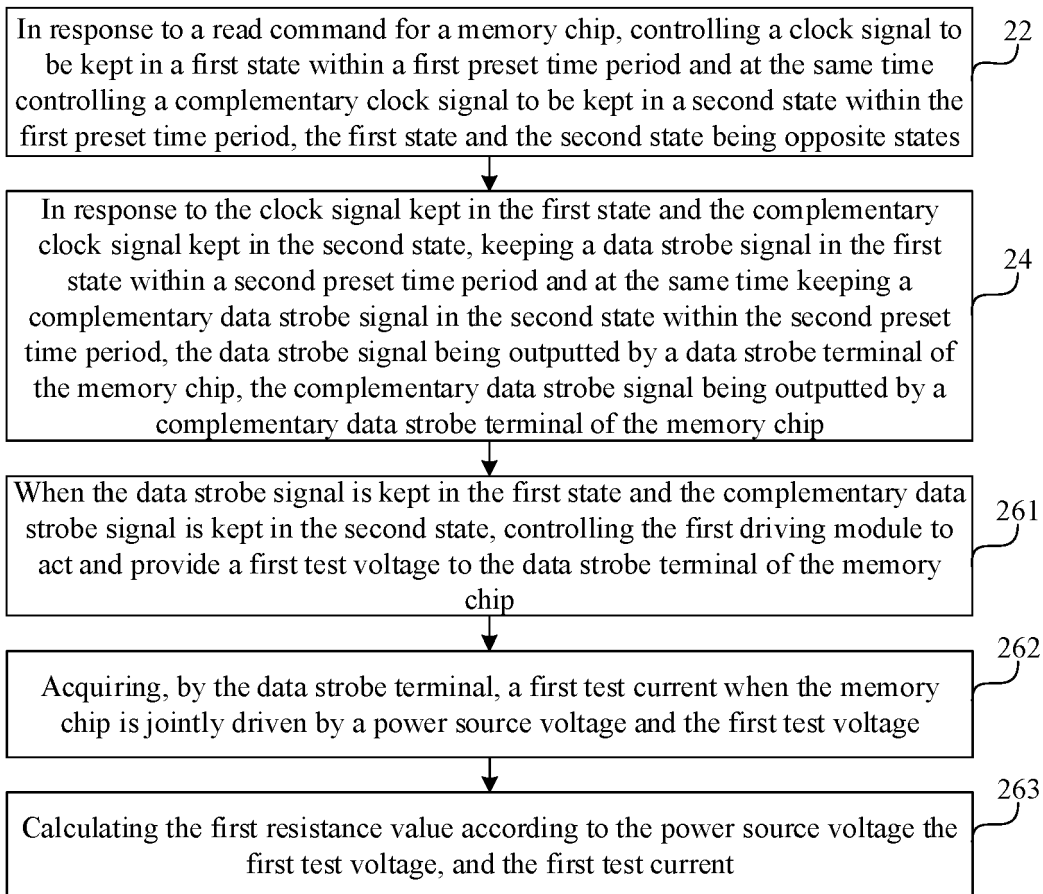 In response to a read command for a memory chip, controlling a clock signal to
be kept in a first state within a first preset time period and at the same time
controlling a complementary clock signal to be kept in a second state within the
first preset time period, the first state and the second state being opposite states
22
In response to the clock signal kept in the first state and the complementary
clock signal kept in the second state, keeping a data strobe signal in the first
state within a second preset time period and at the same time keeping a
complementary data strobe signal in the second state within the second preset
time period, the data strobe signal being outputted by a data strobe terminal of
the memory chip, the complementary data strobe signal being outputted by a
complementary data strobe terminal of the memory chip
24
When the data strobe signal is kept in the first state and the complementary data
strobe signal is kept in the second state, controlling the first driving module to
act and provide a first test voltage to the data strobe terminal of the memory
chip
261
Acquiring, by the data strobe terminal, a first test current when the memory
chip is jointly driven by a power source voltage and the first test voltage
262
Calculating the first resistance value according to the power source voltage the
first test voltage, and the first test current
263